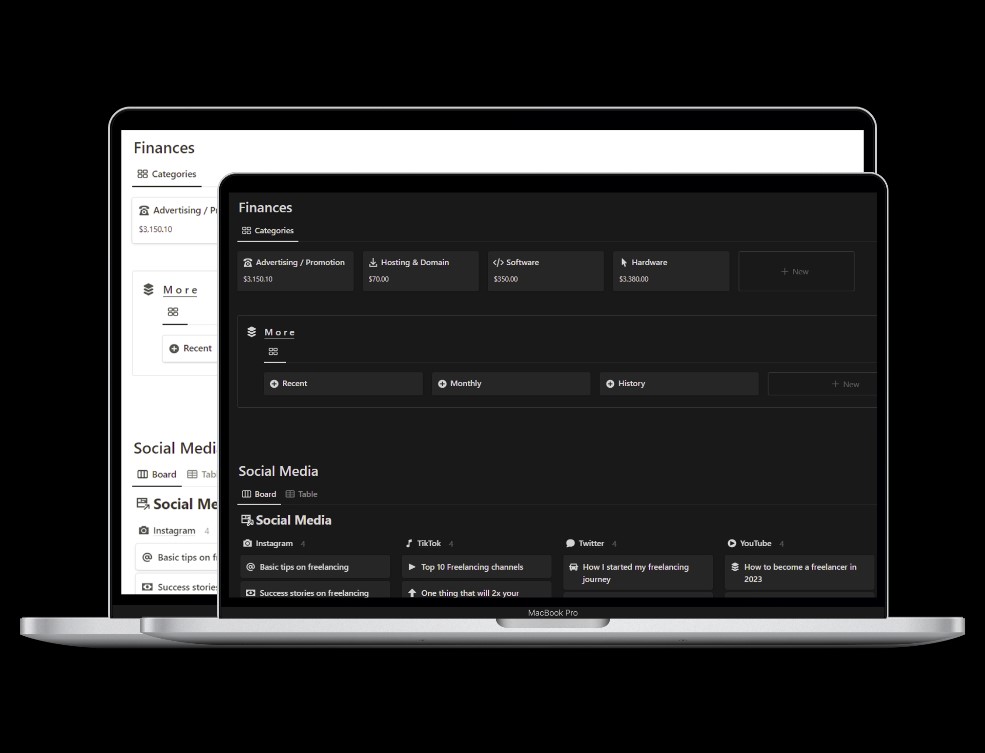 Finances
Categories
Advertising / P
$3,150.10
More
Recent
Social Medi
Board Tab
Social Me
Instagram 4
Basic tips on f
Success storie
Finances
Categories
Advertising / Promotion Hosting & Domain </> Software Hardware + New
$3,150.10 $70.00 $350.00 $3,380.00
More
Recent Monthly History + New
Social Media
Board Table
Social Media
Instagram 4 TikTok 4 Twitter 4 YouTube 4
Basic tips on freelancing Top 10 Freelancing channels How I started my freelancing How to become a freelancer in
journey 2023
Success stories on freelancing One thing that will 2x your
MacBook Pro